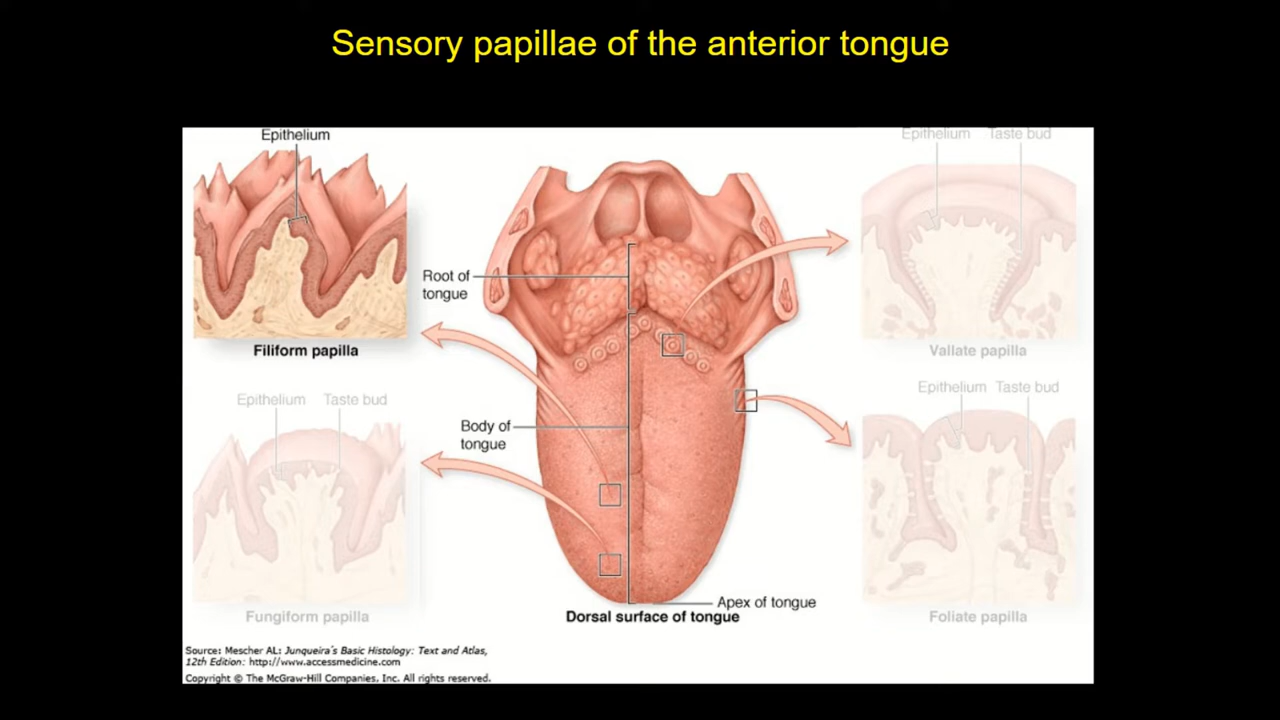 Sensory papillae of the anterior tongue
Epithelium
Filiform papilla
Epithelium Taste bud
Fungiform papilla
Root of
tongue
Body of
tongue
Apex of tongue
Dorsal surface of tongue
Epithelium Taste bud
Vallate papilla
Epithelium Taste bud
Foliate papilla
Source: Mescher AL: Junqueira's Basic Histology: Text and Atlas,
12th Edition: http://www.accessmedicine.com
Copyright © The McGraw-Hill Companies, Inc. All rights reserved.